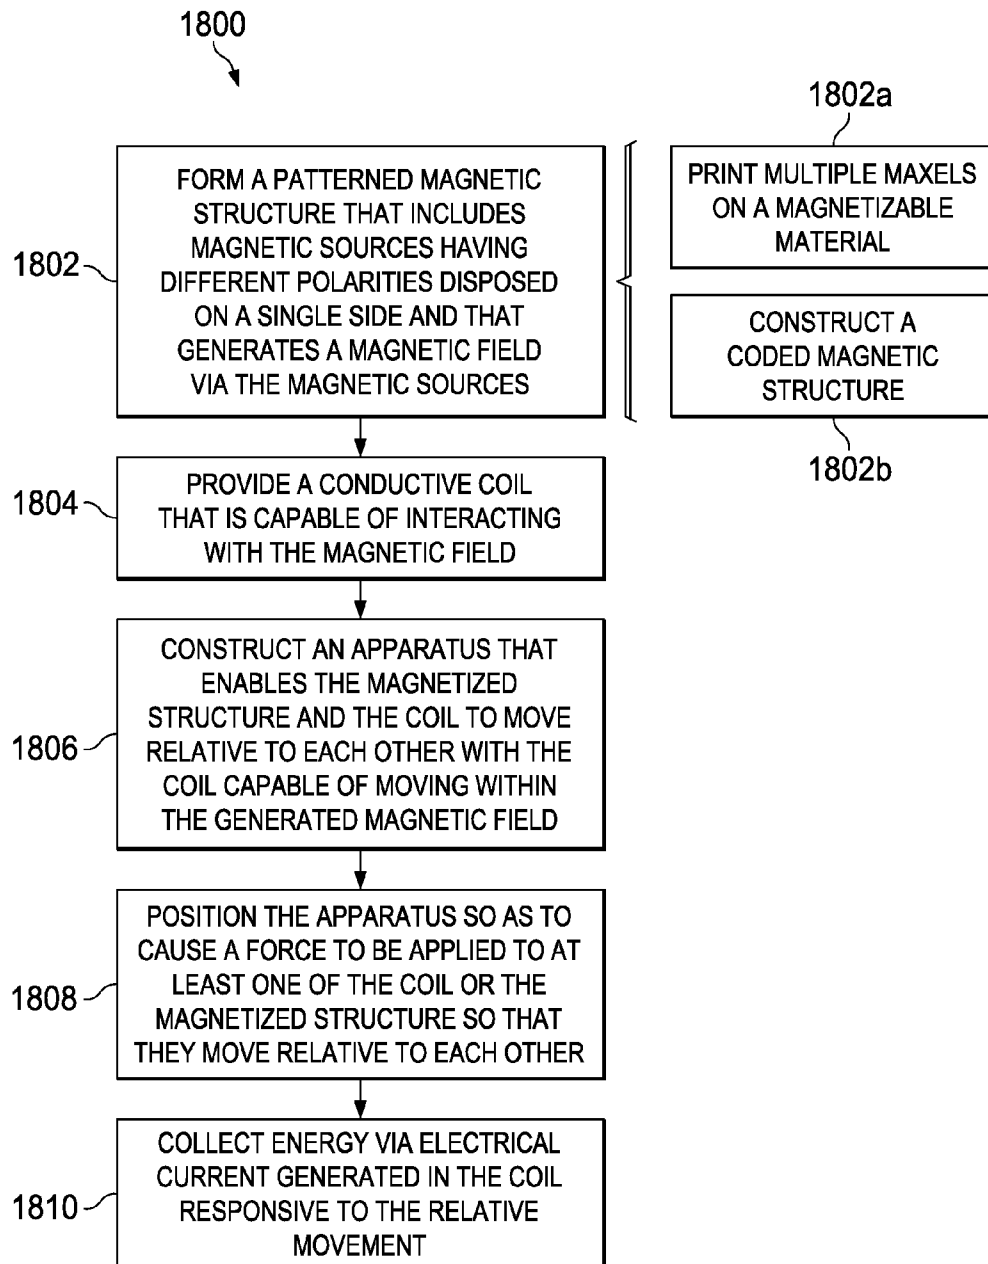 1800
1802a
1802
FORM A PATTERNED MAGNETIC
STRUCTURE THAT INCLUDES
MAGNETIC SOURCES HAVING
DIFFERENT POLARITIES DISPOSED
ON A SINGLE SIDE AND THAT
GENERATES A MAGNETIC FIELD
VIA THE MAGNETIC SOURCES
PRINT MULTIPLE MAXELS
ON A MAGNETIZABLE
MATERIAL
CONSTRUCT A
CODED MAGNETIC
STRUCTURE
1802b
1804
PROVIDE A CONDUCTIVE COIL
THAT IS CAPABLE OF INTERACTING
WITH THE MAGNETIC FIELD
1806
CONSTRUCT AN APPARATUS THAT
ENABLES THE MAGNETIZED
STRUCTURE AND THE COIL TO MOVE
RELATIVE TO EACH OTHER WITH THE
COIL CAPABLE OF MOVING WITHIN
THE GENERATED MAGNETIC FIELD
1808
POSITION THE APPARATUS SO AS TO
CAUSE A FORCE TO BE APPLIED TO AT
LEAST ONE OF THE COIL OR THE
MAGNETIZED STRUCTURE SO THAT
THEY MOVE RELATIVE TO EACH OTHER
1810
COLLECT ENERGY VIA ELECTRICAL
CURRENT GENERATED IN THE COIL
RESPONSIVE TO THE RELATIVE
MOVEMENT